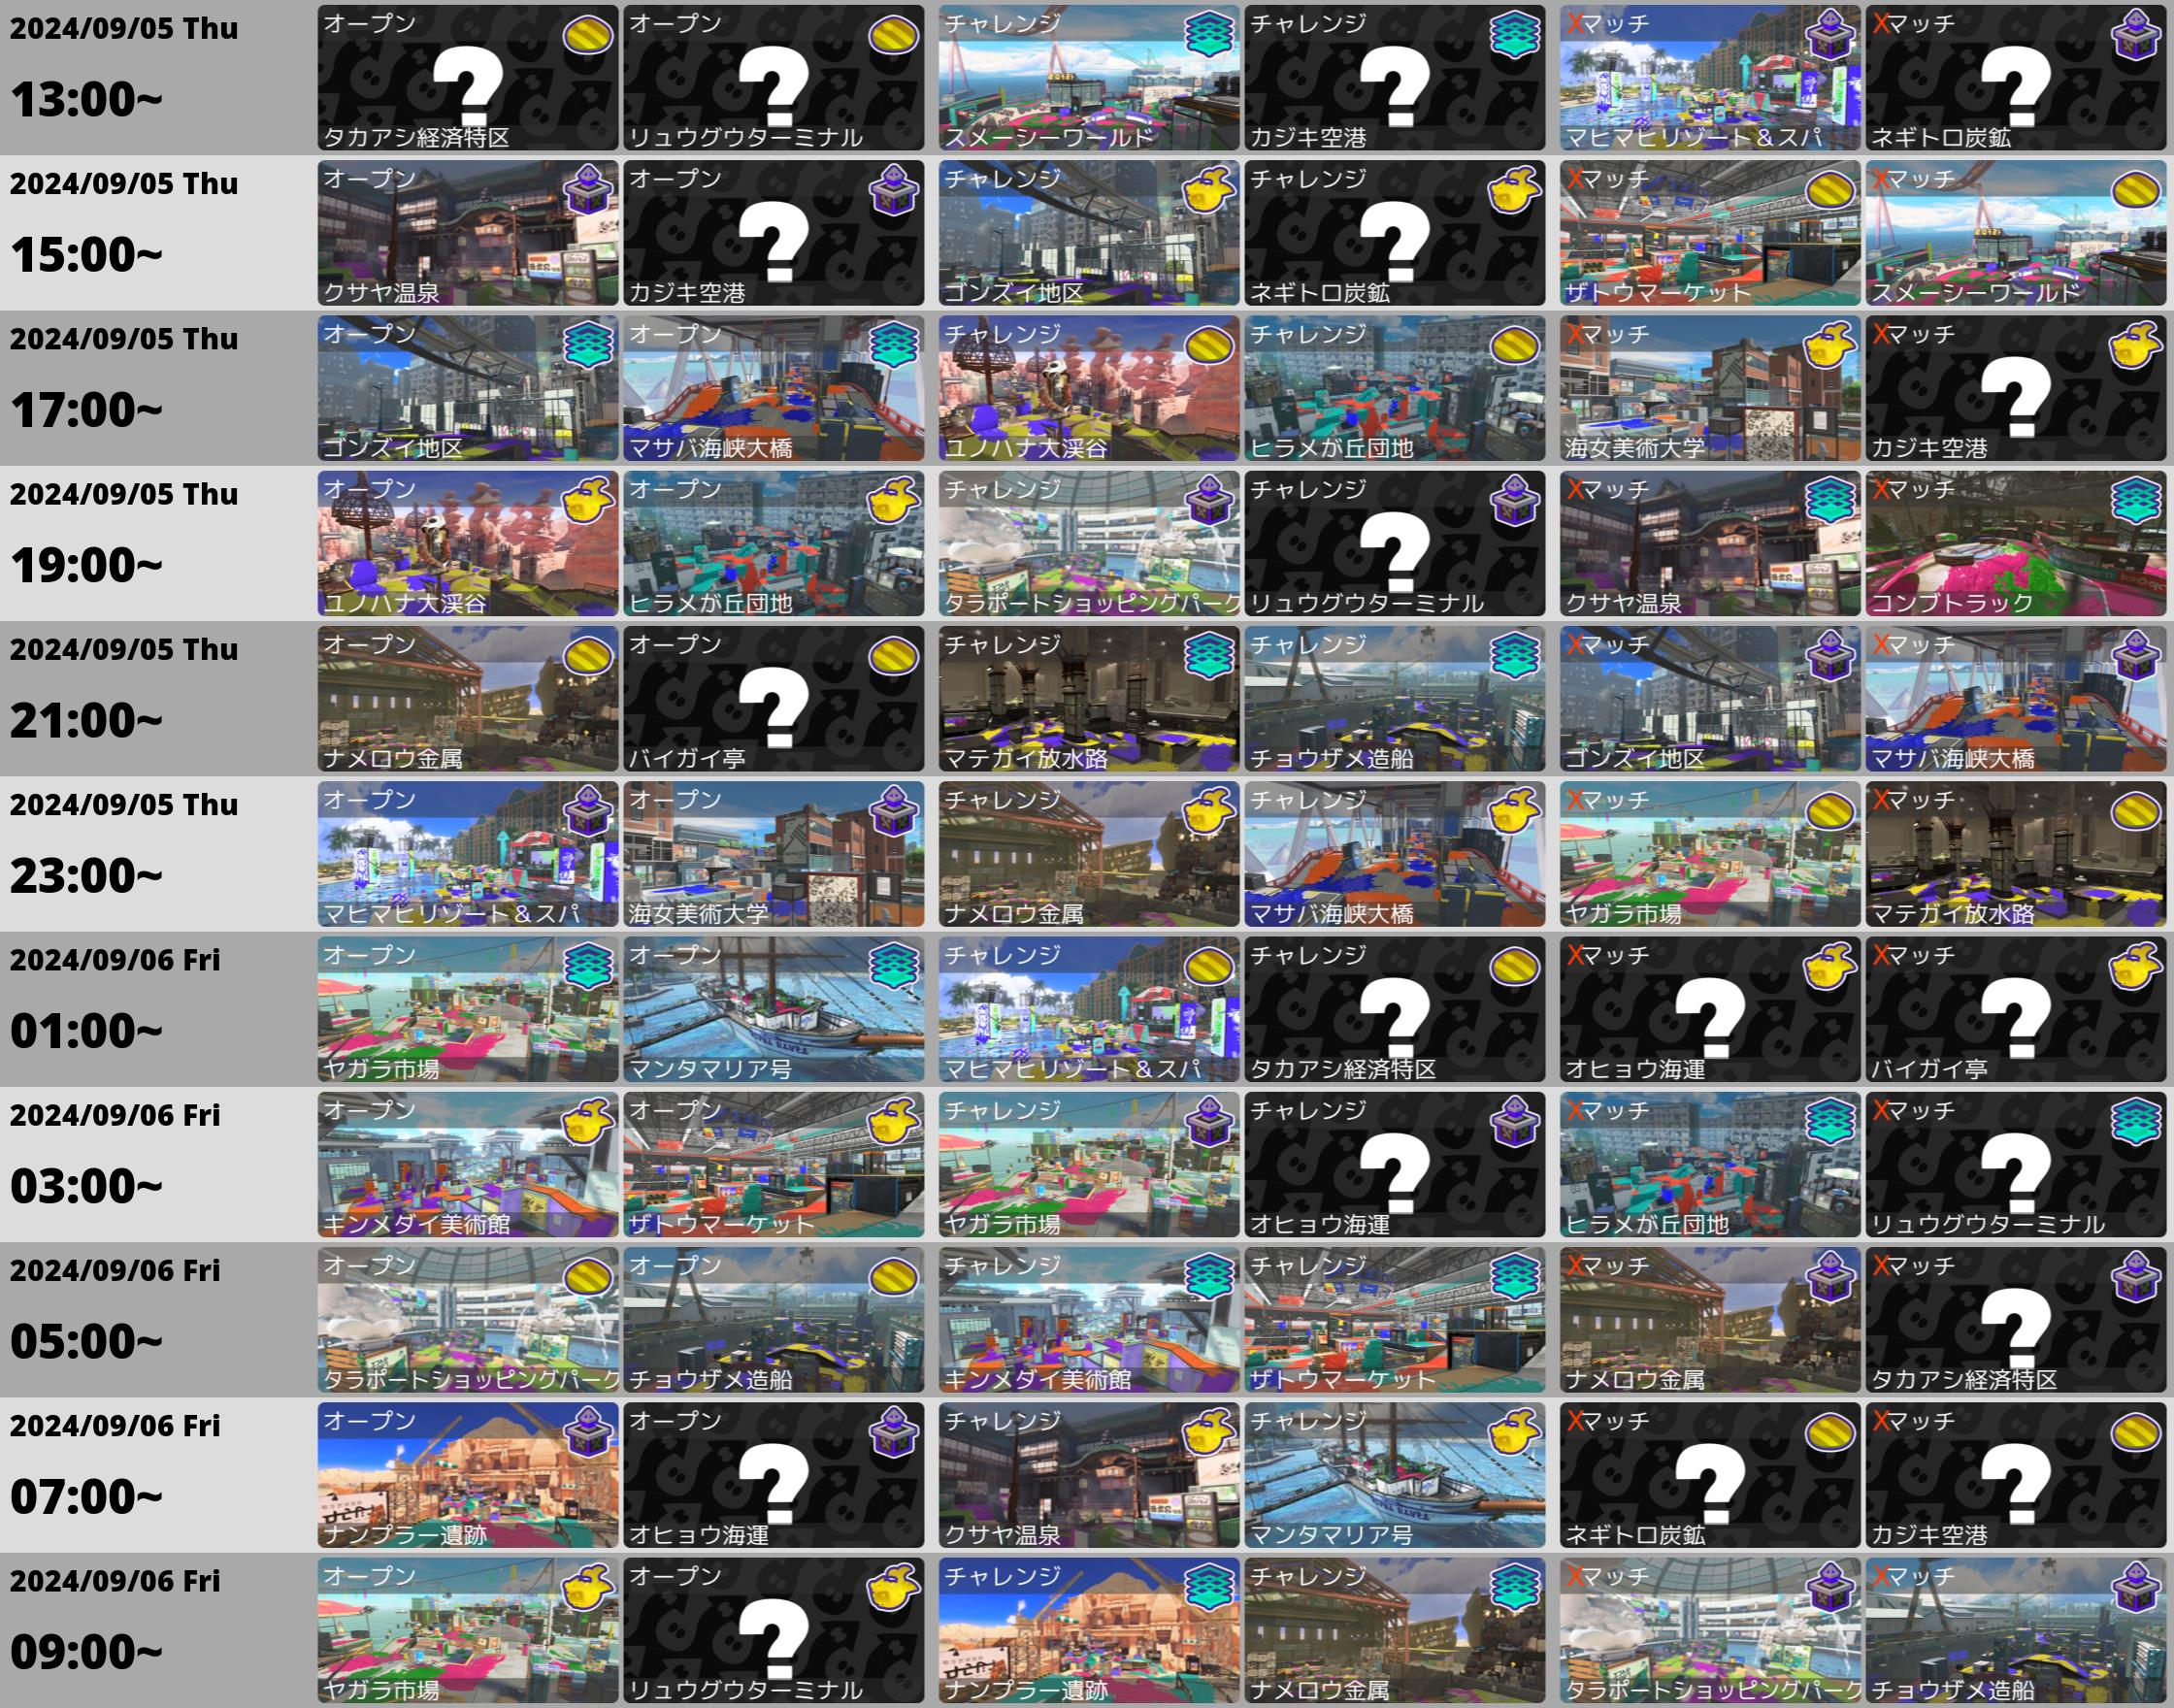 2024/09/05 Thu
13:00~
オープン
タカアシ経済特区
オープン
リュウグウターミナル
チャレンジ
スメーシーワールド
チャレンジ
カジキ空港
Xマッチ
マヒマヒリゾート＆スパ
Xマッチ
ネギトロ炭鉱
2024/09/05 Thu
15:00~
オープン
クサヤ温泉
オープン
カジキ空港
チャレンジ
ゴンズイ地区
チャレンジ
ネギトロ炭鉱
Xマッチ
ザトウマーケット
Xマッチ
スメーシーワールド
2024/09/05 Thu
17:00~
オープン
ゴンズイ地区
オープン
マサバ海峡大橋
チャレンジ
ユノハナ大渓谷
チャレンジ
ヒラメが丘団地
Xマッチ
海女美術大学
Xマッチ
カジキ空港
2024/09/05 Thu
19:00~
オープン
ユノハナ大渓谷
オープン
ヒラメが丘団地
チャレンジ
タラポートショッピングパーク
チャレンジ
リュウグウターミナル
Xマッチ
クサヤ温泉
Xマッチ
コンブトラック
2024/09/05 Thu
21:00~
オープン
ナメロウ金属
オープン
バイガイ亭
チャレンジ
マテガイ放水路
チャレンジ
チョウザメ造船
Xマッチ
ゴンズイ地区
Xマッチ
マサバ海峡大橋
2024/09/05 Thu
23:00~
オープン
マヒマヒリゾート＆スパ
オープン
海女美術大学
チャレンジ
ナメロウ金属
チャレンジ
マサバ海峡大橋
Xマッチ
ヤガラ市場
Xマッチ
マテガイ放水路
2024/09/06 Fri
01:00~
オープン
ヤガラ市場
オープン
マンタマリア号
チャレンジ
マヒマヒリゾート＆スパ
チャレンジ
タカアシ経済特区
Xマッチ
オヒョウ海運
Xマッチ
バイガイ亭
2024/09/06 Fri
03:00~
オープン
キンメダイ美術館
オープン
ザトウマーケット
チャレンジ
ヤガラ市場
チャレンジ
オヒョウ海運
Xマッチ
ヒラメが丘団地
Xマッチ
リュウグウターミナル
2024/09/06 Fri
05:00~
オープン
タラポートショッピングパーク
オープン
チョウザメ造船
チャレンジ
キンメダイ美術館
チャレンジ
ザトウマーケット
Xマッチ
ナメロウ金属
Xマッチ
タカアシ経済特区
2024/09/06 Fri
07:00~
オープン
ナンプラー遺跡
オープン
オヒョウ海運
チャレンジ
クサヤ温泉
チャレンジ
マンタマリア号
Xマッチ
ネギトロ炭鉱
Xマッチ
カジキ空港
2024/09/06 Fri
09:00~
オープン
ヤガラ市場
オープン
リュウグウターミナル
チャレンジ
ナンプラー遺跡
チャレンジ
ナメロウ金属
Xマッチ
タラポートショッピングパーク
Xマッチ
チョウザメ造船